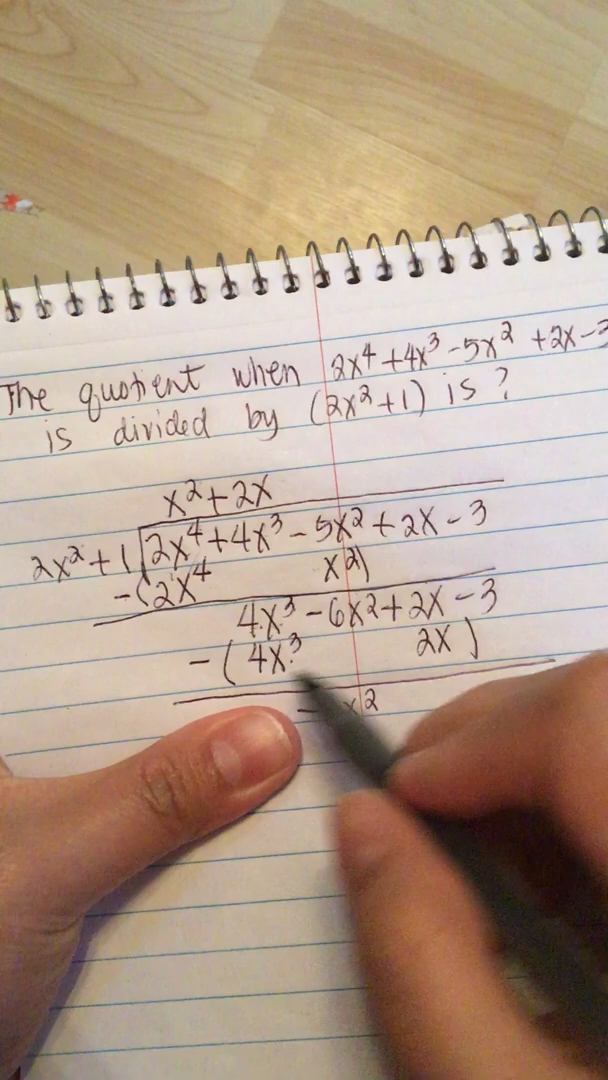 The quotient when 2x⁴ + 4x³ - 5x² + 2x - 3
is divided by (2x² + 1) is ?
x² + 2x
2x² + 1 2x⁴ + 4x³ - 5x² + 2x - 3
-(2x⁴ x²)
4x³ - 6x² + 2x - 3
-(4x³ 2x)
x²